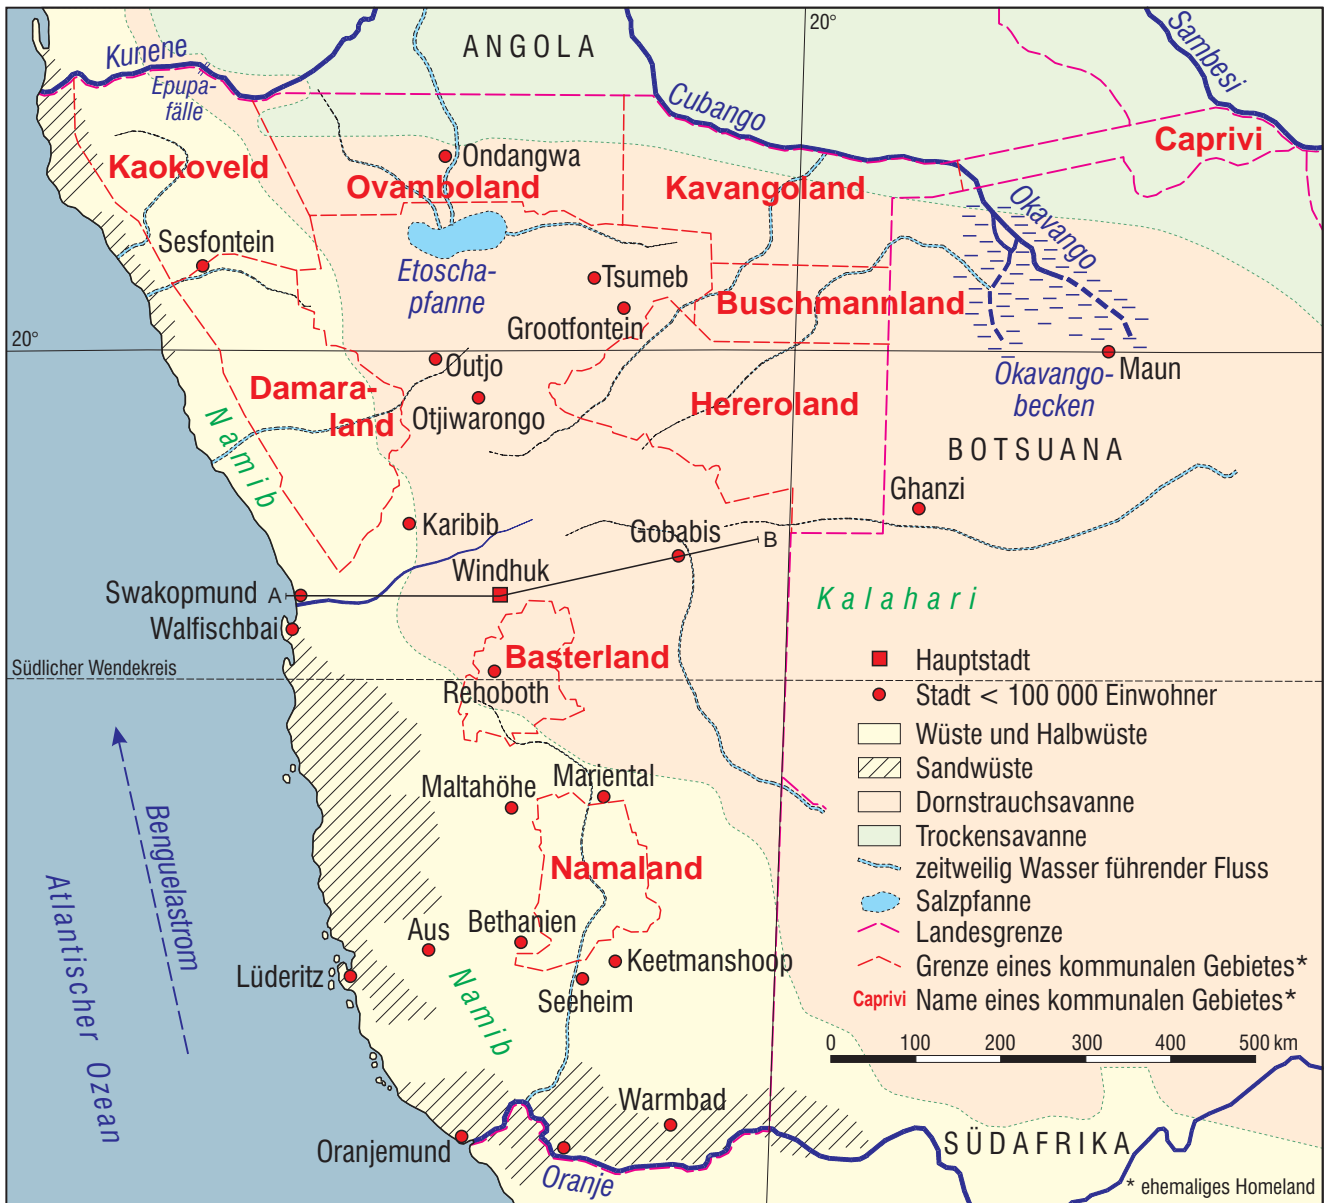 20°
ANGOLA
Kunene
Epupa-
fälle
Cubango
Sambesi
Caprivi
Kaokoveld
Ondangwa
Ovamboland
Kavangoland
Okavango
Sesfontein
Etoscha-
pfanne
Tsumeb
Grootfontein
Buschmannland
20°
Outjo
Otjiwarongo
Maun
Okavango-
becken
Damara-
land
Hereroland
Namib
BOTSUANA
Ghanzi
Karibib
Gobabis
B
Windhuk
Swakopmund
A
Walfischbai
Kalahari
Südlicher Wendekreis
Basterland
Rehoboth
Maltahöhe
Mariental
Namaland
Benguelastrom
Atlantischer Ozean
Aus
Bethanien
Keetmanshoop
Seeheim
Lüderitz
Namib
Warmbad
Oranjemund
Oranje
SÜDAFRIKA
Hauptstadt
Stadt < 100 000 Einwohner
Wüste und Halbwüste
Sandwüste
Dornstrauchsavanne
Trockensavanne
zeitweilig Wasser führender Fluss
Salzpfanne
Landesgrenze
Grenze eines kommunalen Gebietes*
Caprivi Name eines kommunalen Gebietes*
0 100 200 300 400 500 km
* ehemaliges Homeland